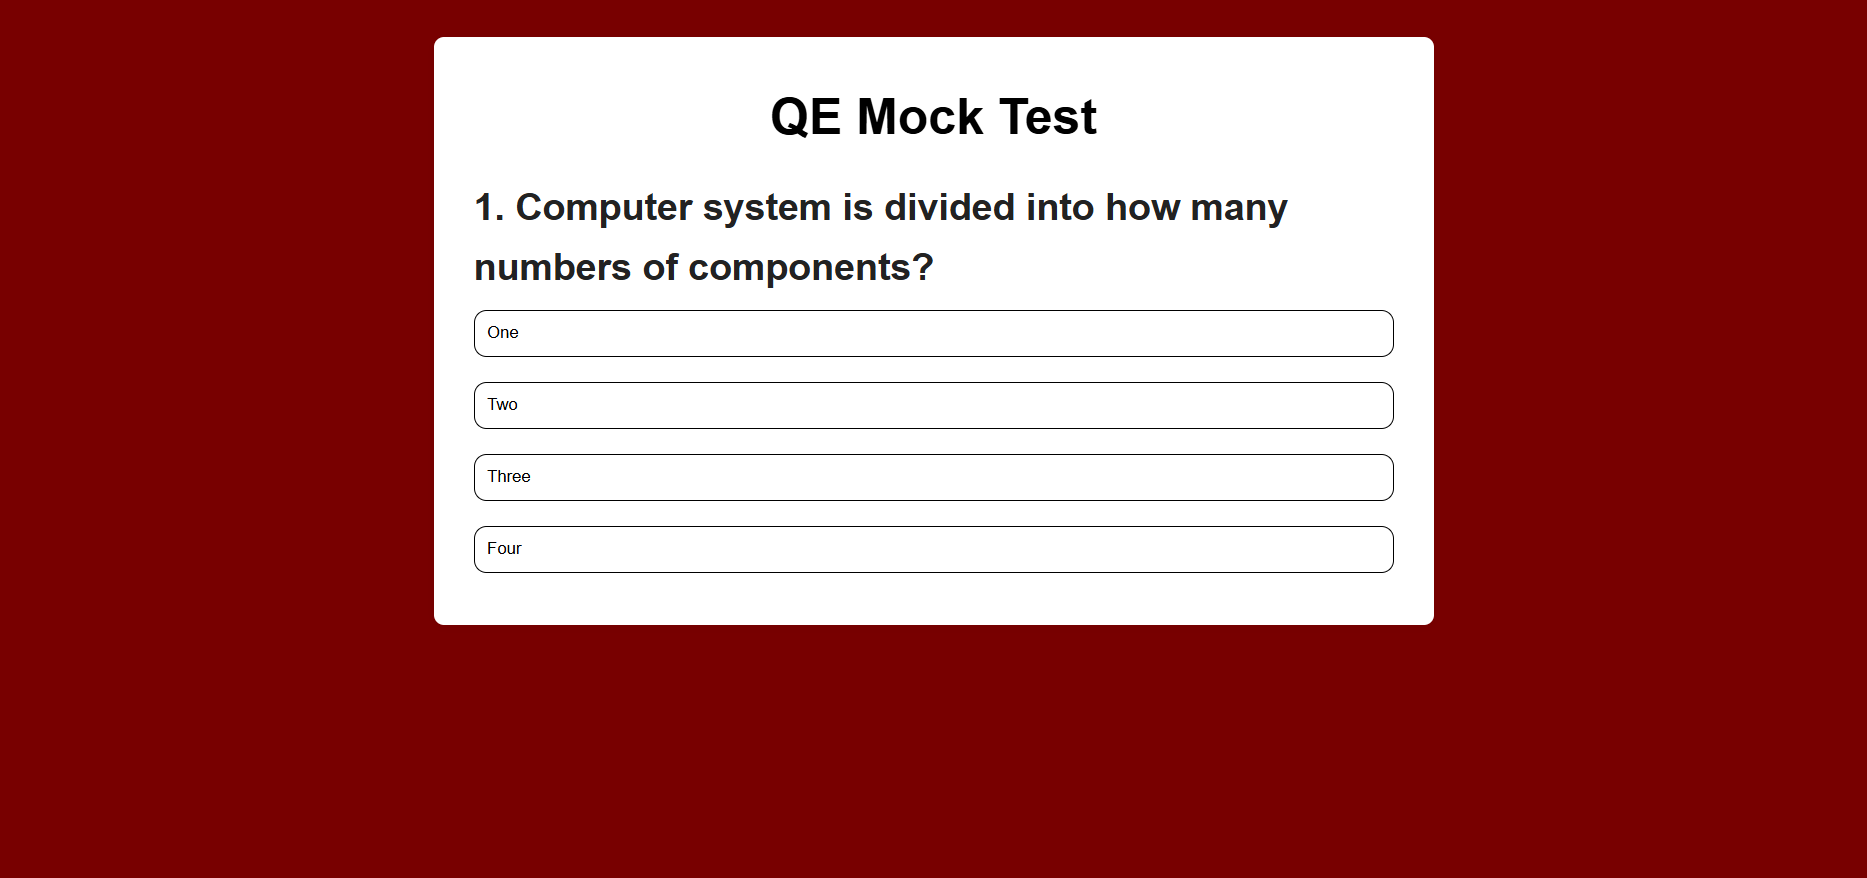 QE Mock Test
1. Computer system is divided into how many
numbers of components?
One
Two
Three
Four